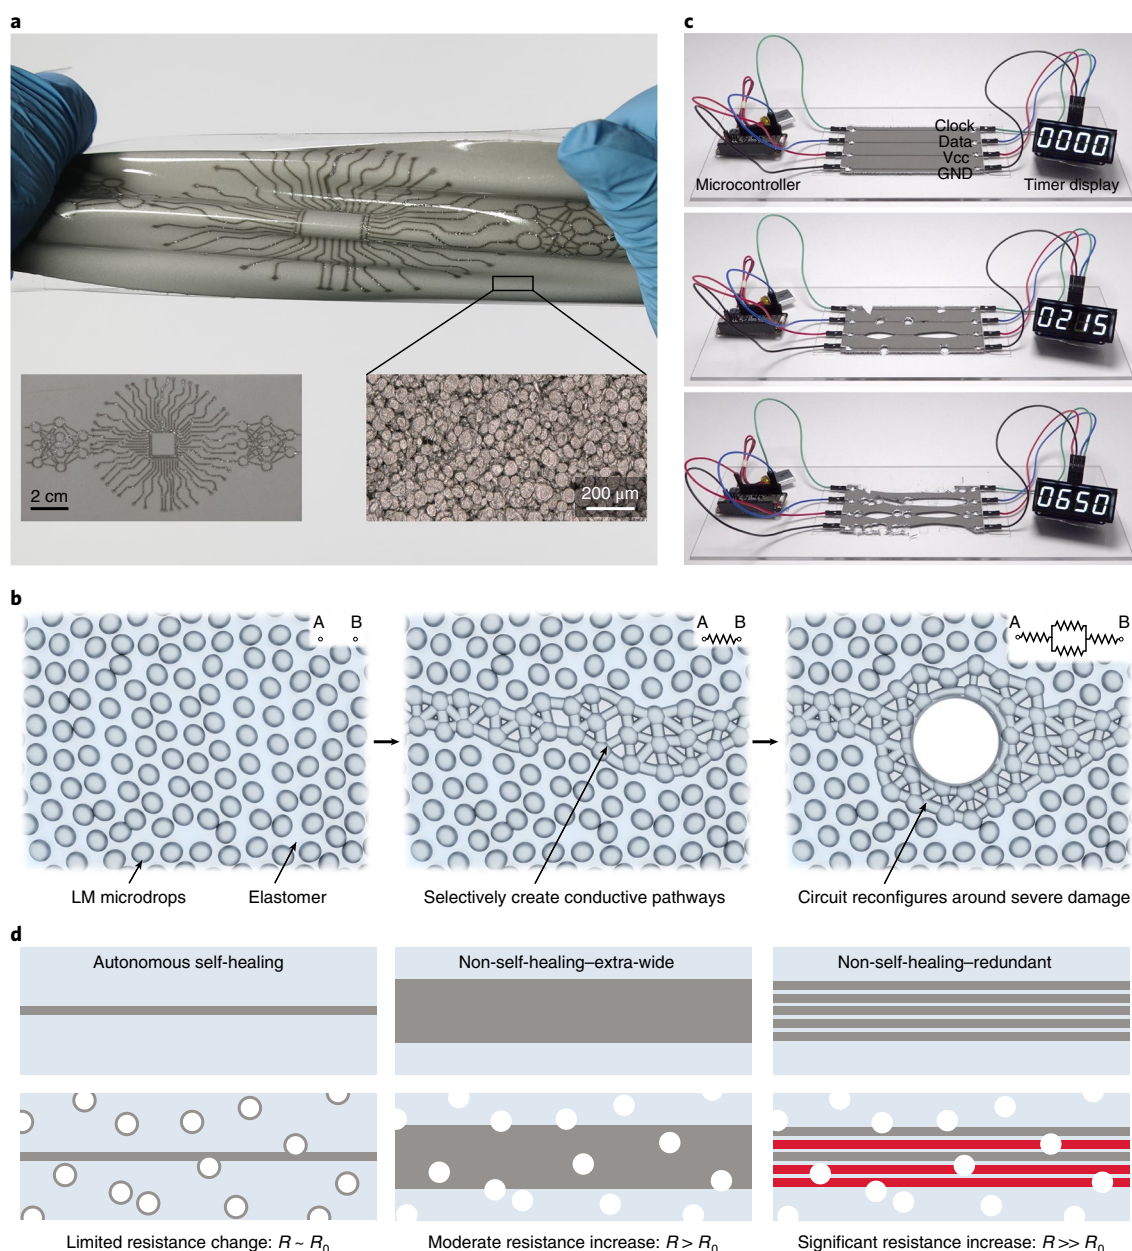 a
2 cm
200 µm
c
Clock
Data
Vcc
GND
Microcontroller
Timer display
0000
0215
0650
b
A B
A B
A B
LM microdrops
Elastomer
Selectively create conductive pathways
Circuit reconfigures around severe damage
d
Autonomous self-healing
Non-self-healing–extra-wide
Non-self-healing–redundant
Limited resistance change: R ~ R₀
Moderate resistance increase: R > R₀
Significant resistance increase: R >> R₀